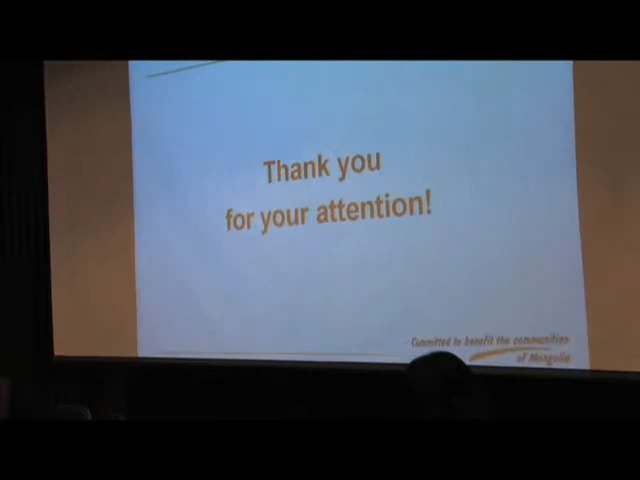 Thank you
for your attention!
Committed to benefit the communities
of Mongolia